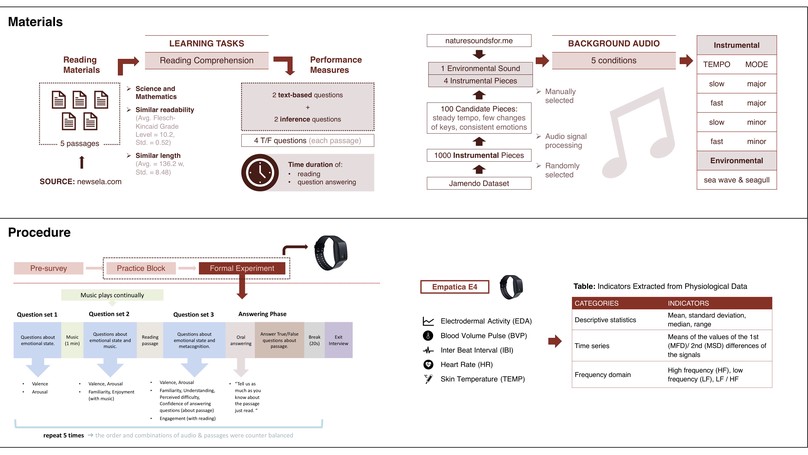 Materials
LEARNING TASKS
Reading Comprehension
Reading
Materials
5 passages
SOURCE: newsela.com
➢ Science and
Mathematics
➢ Similar readability
(Avg. Flesch-
Kincaid Grade
Level = 10.2,
Std. = 0.52)
➢ Similar length
(Avg. = 136.2 w,
Std. = 8.48)
Performance
Measures
2 text-based questions
+
2 inference questions
4 T/F questions (each passage)
Time duration of:
• reading
• question answering
naturesoundsfor.me
1 Environmental Sound
4 Instrumental Pieces
100 Candidate Pieces:
steady tempo, few changes
of keys, consistent emotions
1000 Instrumental Pieces
Jamendo Dataset
BACKGROUND AUDIO
5 conditions
➢ Manually
selected
➢ Audio signal
processing
➢ Randomly
selected
Instrumental
TEMPO MODE
slow major
fast major
slow minor
fast minor
Environmental
sea wave & seagull
Procedure
Pre-survey
Practice Block
Formal Experiment
Music plays continually
Question set 1
Question set 2
Question set 3
Answering Phase
Questions about
emotional state.
Music
(1 min)
Questions about
emotional state and
music.
Reading
passage
Questions about
emotional state and
metacognition.
Oral
answering
Answer True/False
questions about
passage.
Break
(20s)
Exit
Interview
• Valence
• Arousal
• Valence, Arousal
• Familiarity, Enjoyment
(with music)
• Valence, Arousal
• Familiarity, Understanding,
Perceived difficulty,
Confidence of answering
questions (about passage)
• Engagement (with reading)
• "Tell us as
much as you
know about
the passage
just read. "
repeat 5 times → the order and combinations of audio & passages were counter balanced
Empatica E4
Electrodermal Activity (EDA)
Blood Volume Pulse (BVP)
Inter Beat Interval (IBI)
Heart Rate (HR)
Skin Temperature (TEMP)
Table: Indicators Extracted from Physiological Data
CATEGORIES INDICATORS
Descriptive statistics
Mean, standard deviation,
median, range
Time series
Means of the values of the 1st
(MFD)/ 2nd (MSD) differences of
the signals
Frequency domain
High frequency (HF), low
frequency (LF), LF / HF